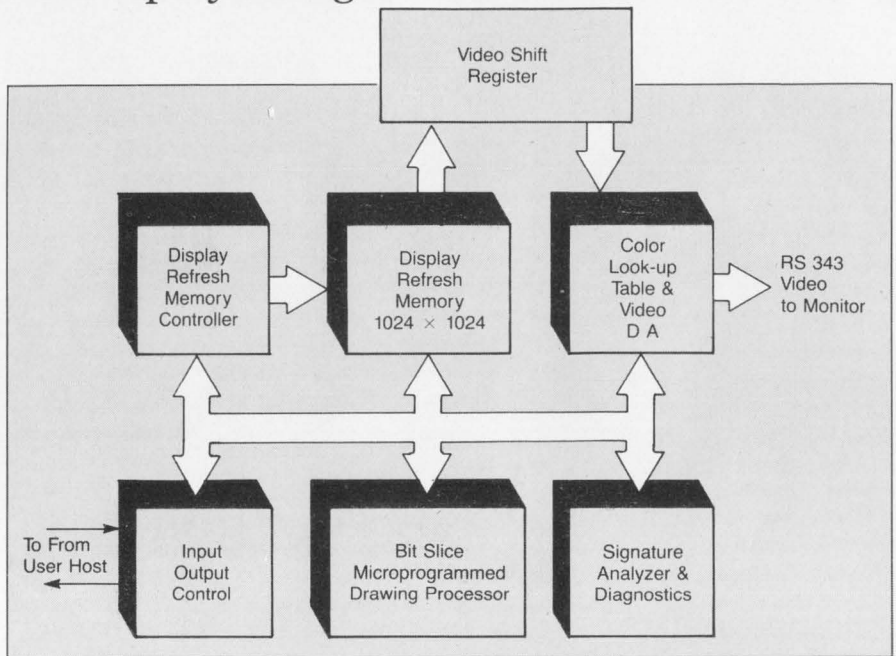 Video Shift
Register
Display
Refresh
Memory
Controller
Display
Refresh
Memory
1024 × 1024
Color
Look-up
Table &
Video
D A
RS 343
Video
to Monitor
To From
User Host
Input
Output
Control
Bit Slice
Microprogrammed
Drawing Processor
Signature
Analyzer &
Diagnostics